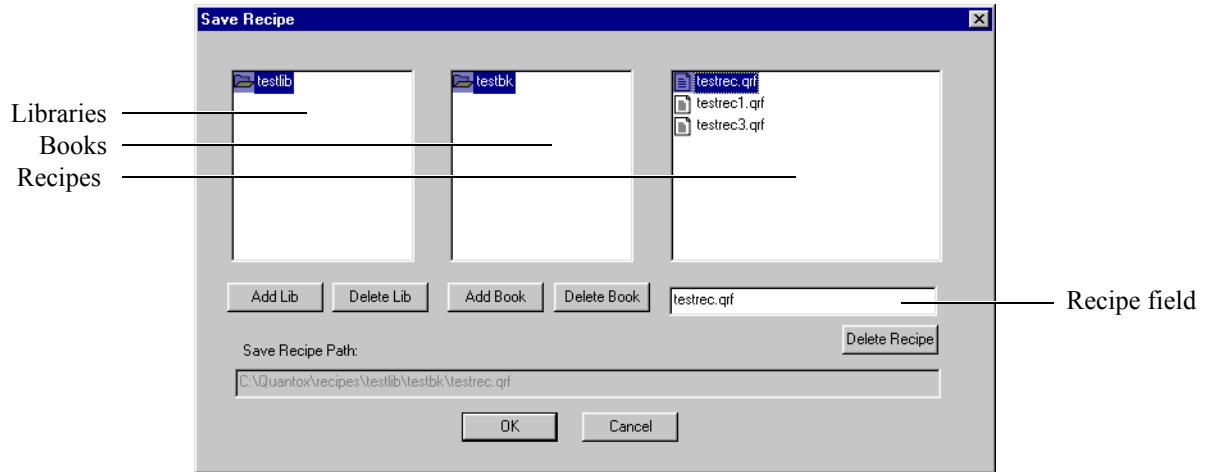 Save Recipe
testlib
testbk
testrec.qrf
testrec1.qrf
testrec3.qrf
Libraries
Books
Recipes
Add Lib
Delete Lib
Add Book
Delete Book
testrec.qrf
Recipe field
Delete Recipe
Save Recipe Path:
C:\Quantox\recipes\testlib\testbk\testrec.qrf
OK
Cancel